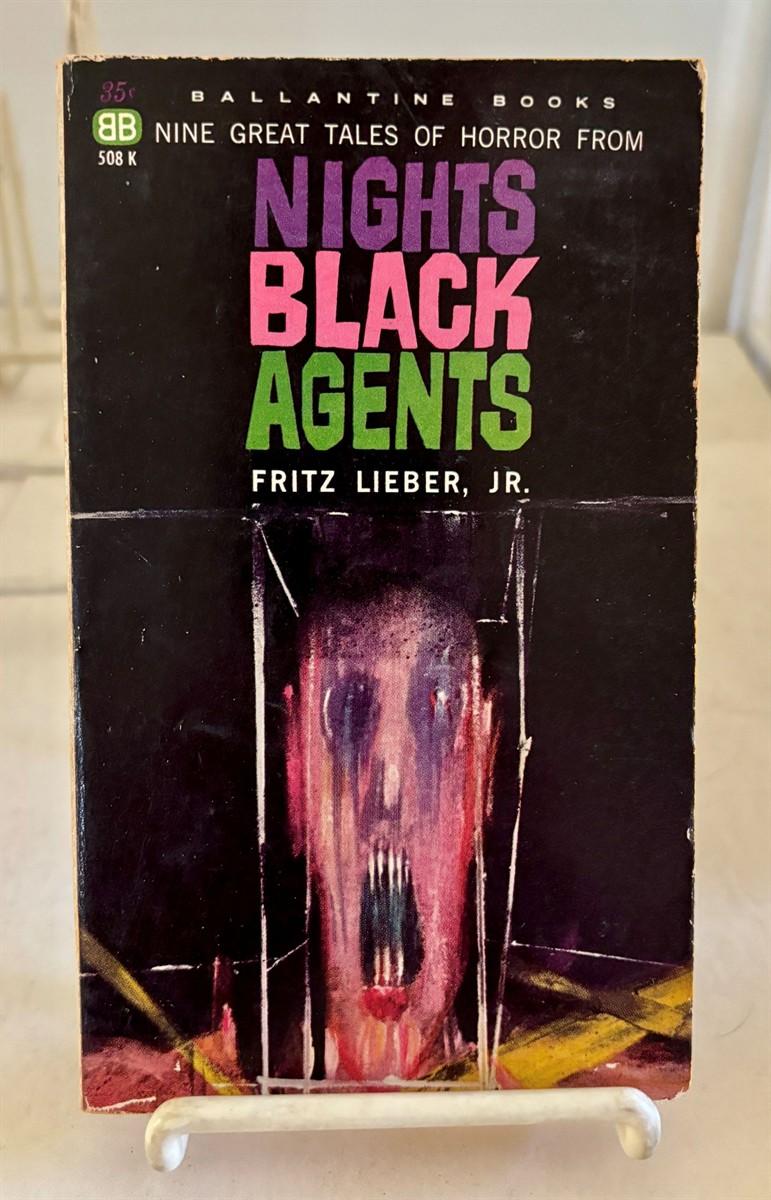 35¢
BALLANTINE BOOKS
BB
508 K
NINE GREAT TALES OF HORROR FROM
NIGHTS
BLACK
AGENTS
FRITZ LIEBER, JR.